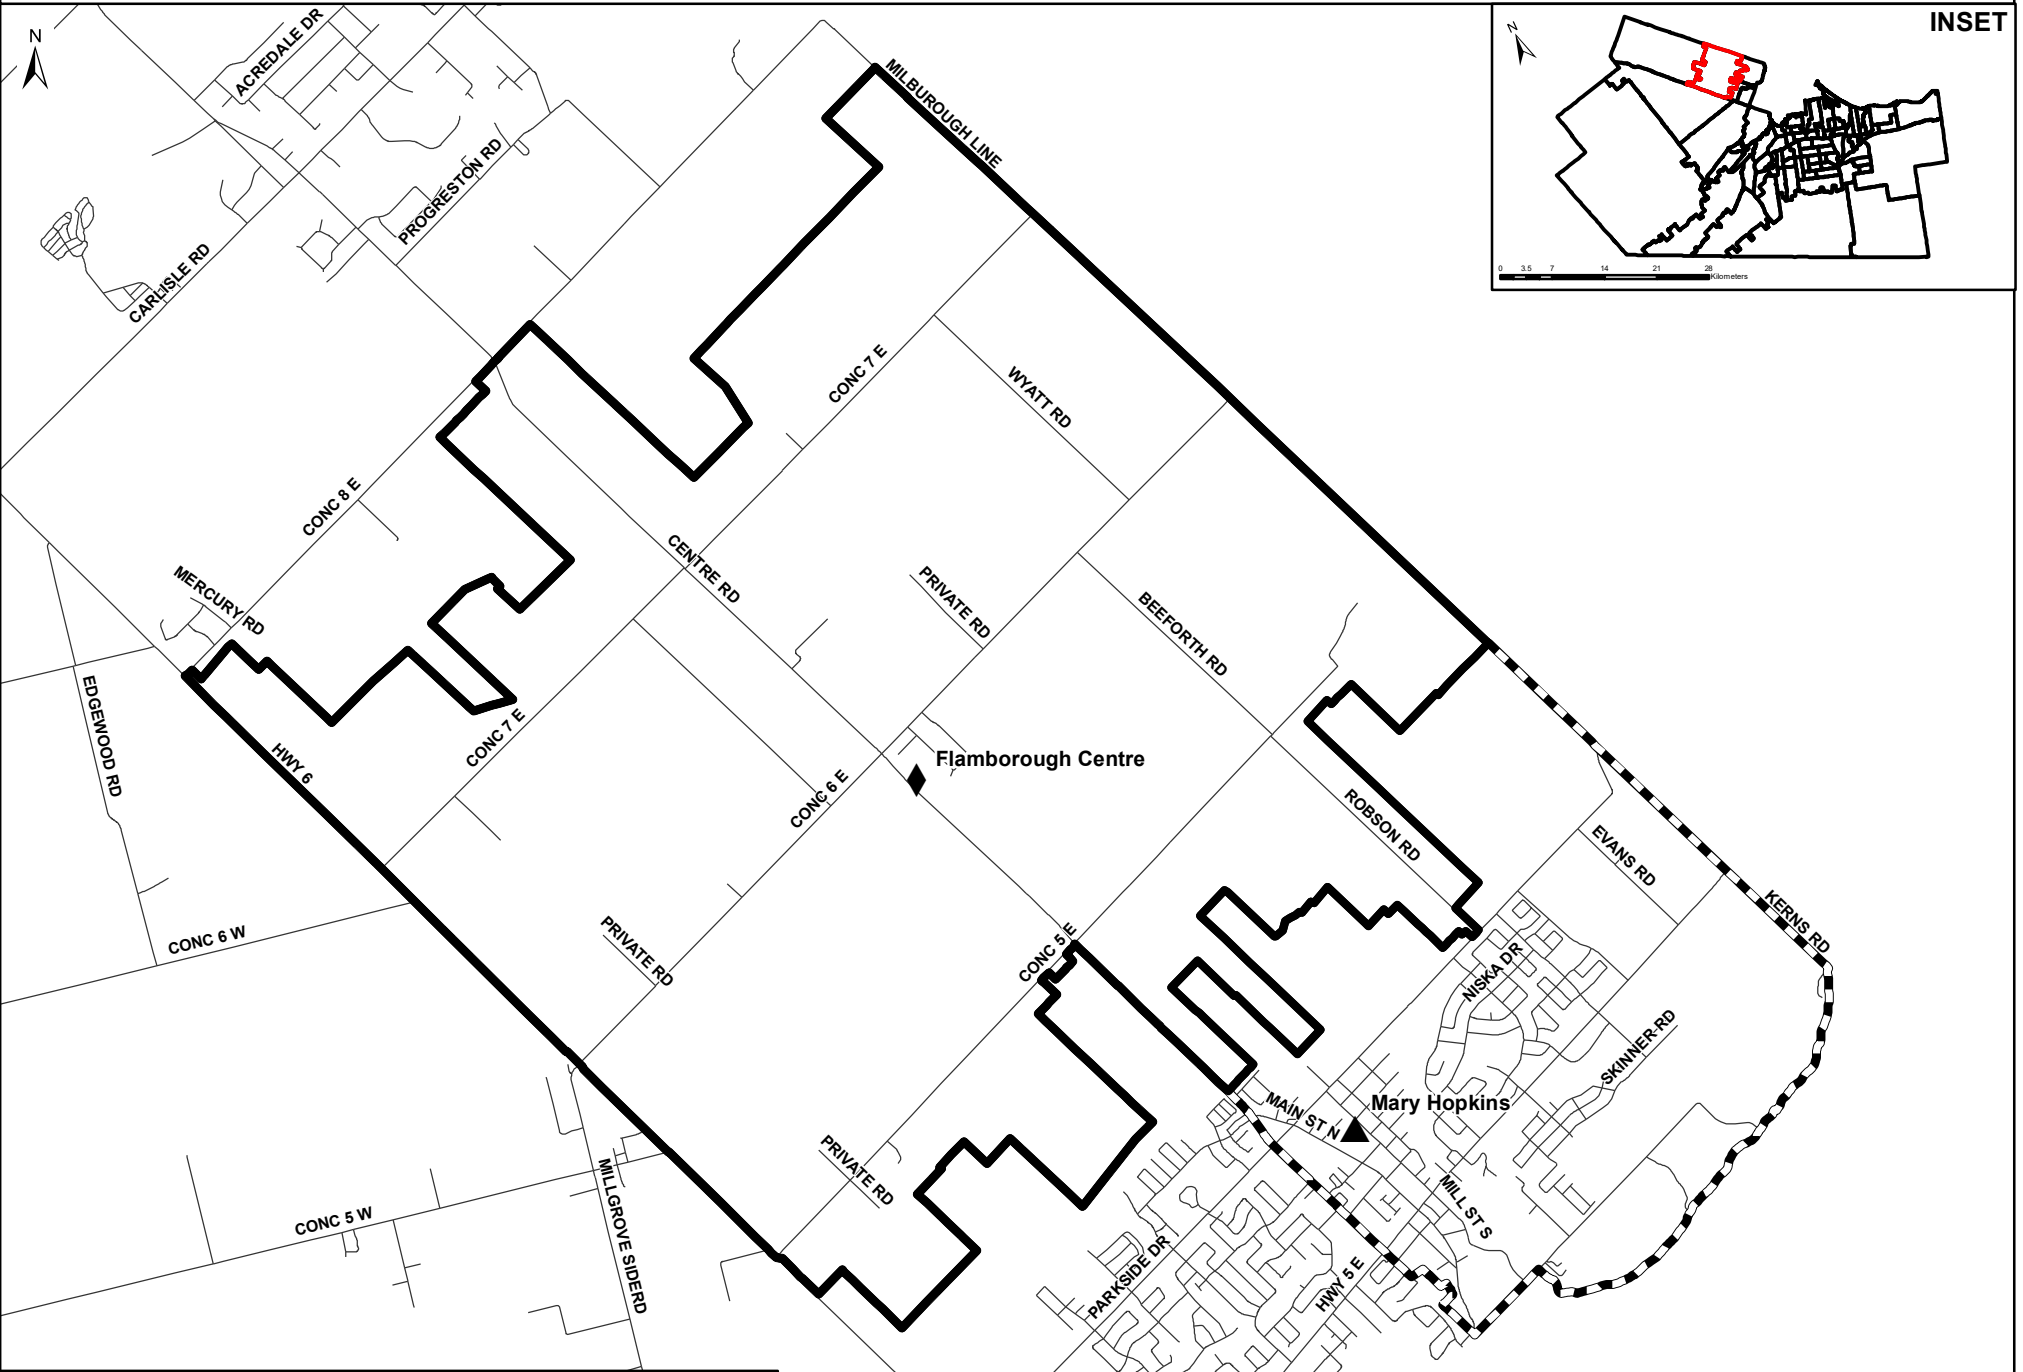 INSET
N
N
ACREDALE DR
MILBOROUGH LINE
PROGRESTON RD
CARLISLE RD
0 3.5 7 14 21 28
Kilometers
CONC 7 E
WYATT RD
CONC 8 E
CENTRE RD
MERCURY RD
PRIVATE RD
BEEFORTH RD
EDGEWOOD RD
HWY 6
CONC 7 E
Flamborough Centre
CONC 6 E
ROBSON RD
EVANS RD
KERNS RD
CONC 6 W
PRIVATE RD
CONC 5 E
NISKA DR
SKINNER RD
MAIN ST N
Mary Hopkins
PRIVATE RD
MILL ST S
CONC 5 W
MILLGROVE SIDERD
PARKSIDE DR
HWY 5 E